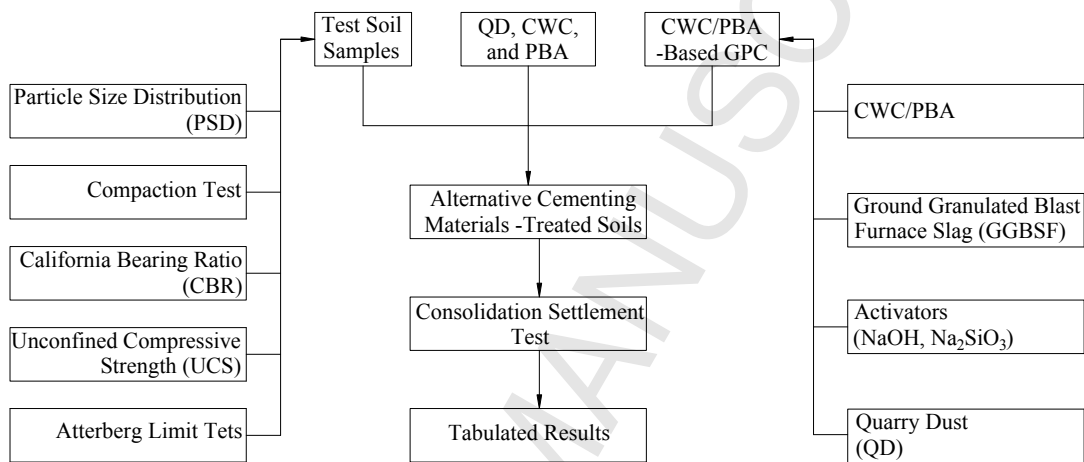 Test Soil
Samples
QD, CWC,
and PBA
CWC/PBA
-Based GPC
Particle Size Distribution
(PSD)
Compaction Test
California Bearing Ratio
(CBR)
Unconfined Compressive
Strength (UCS)
Atterberg Limit Tets
Alternative Cementing
Materials -Treated Soils
Consolidation Settlement
Test
Tabulated Results
CWC/PBA
Ground Granulated Blast
Furnace Slag (GGBSF)
Activators
(NaOH, Na₂SiO₃)
Quarry Dust
(QD)
MANUSC